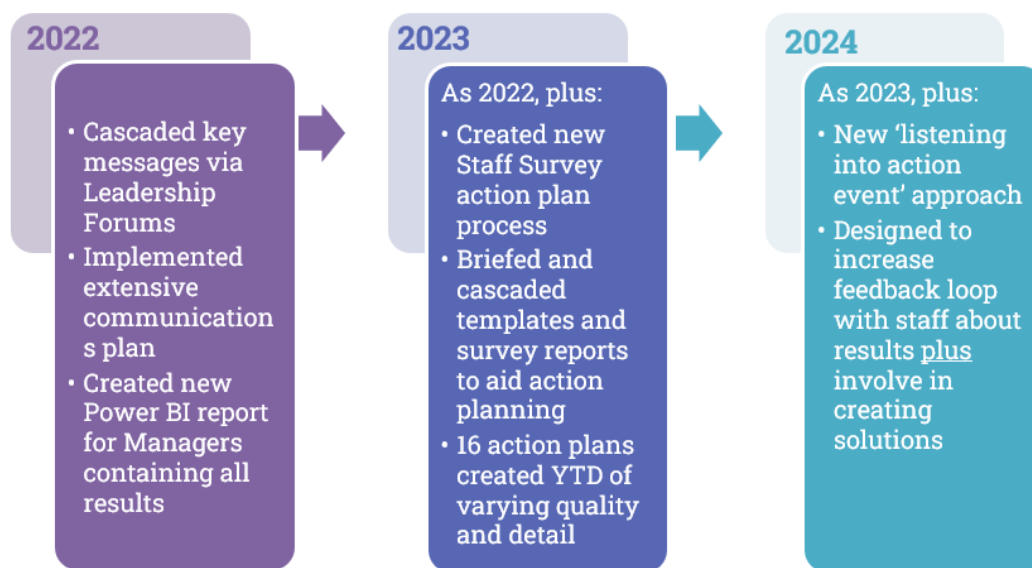 2022
• Cascaded key
messages via
Leadership
Forums
• Implemented
extensive
communication
s plan
• Created new
Power BI report
for Managers
containing all
results
2023
As 2022, plus:
• Created new
Staff Survey
action plan
process
• Briefed and
cascaded
templates and
survey reports
to aid action
planning
• 16 action plans
created YTD of
varying quality
and detail
2024
As 2023, plus:
• New ‘listening
into action
event’ approach
• Designed to
increase
feedback loop
with staff about
results plus
involve in
creating
solutions